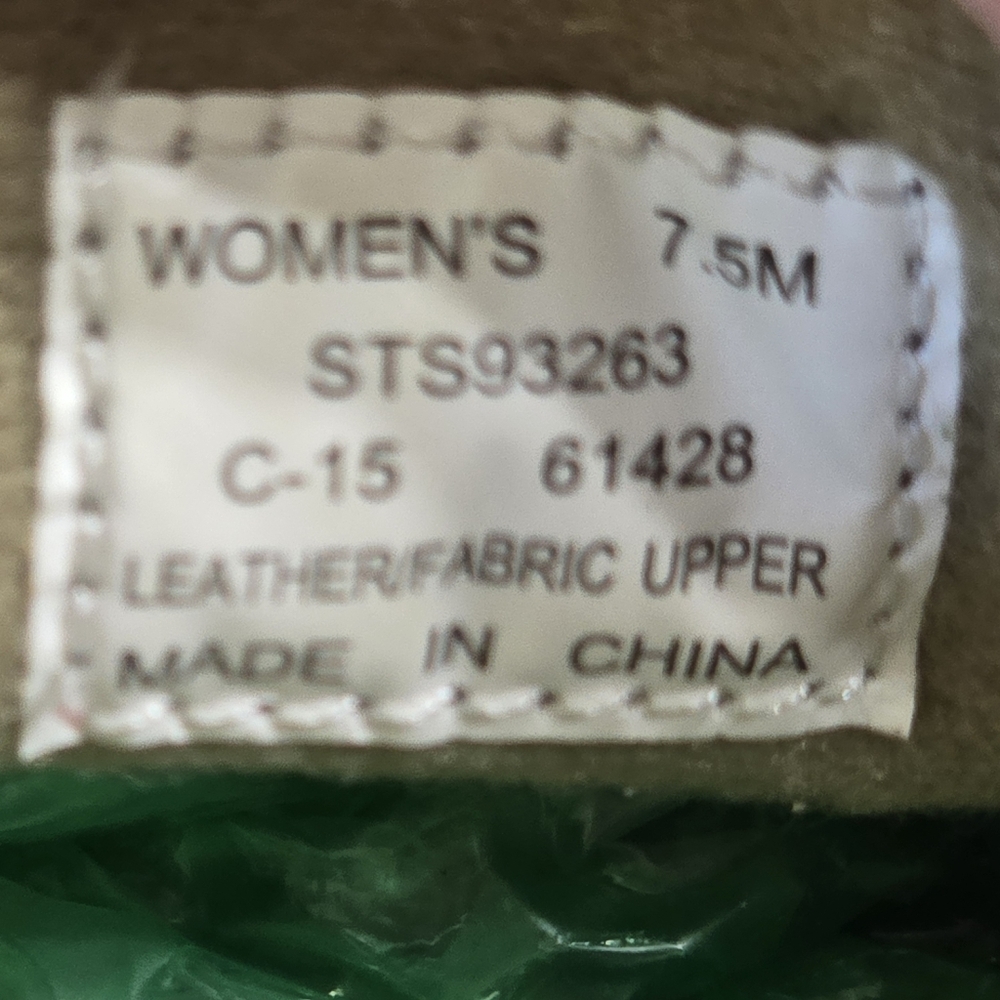 WOMEN'S 7.5M
STS93263
C-15 61428
LEATHER/FABRIC UPPER
MADE IN CHINA